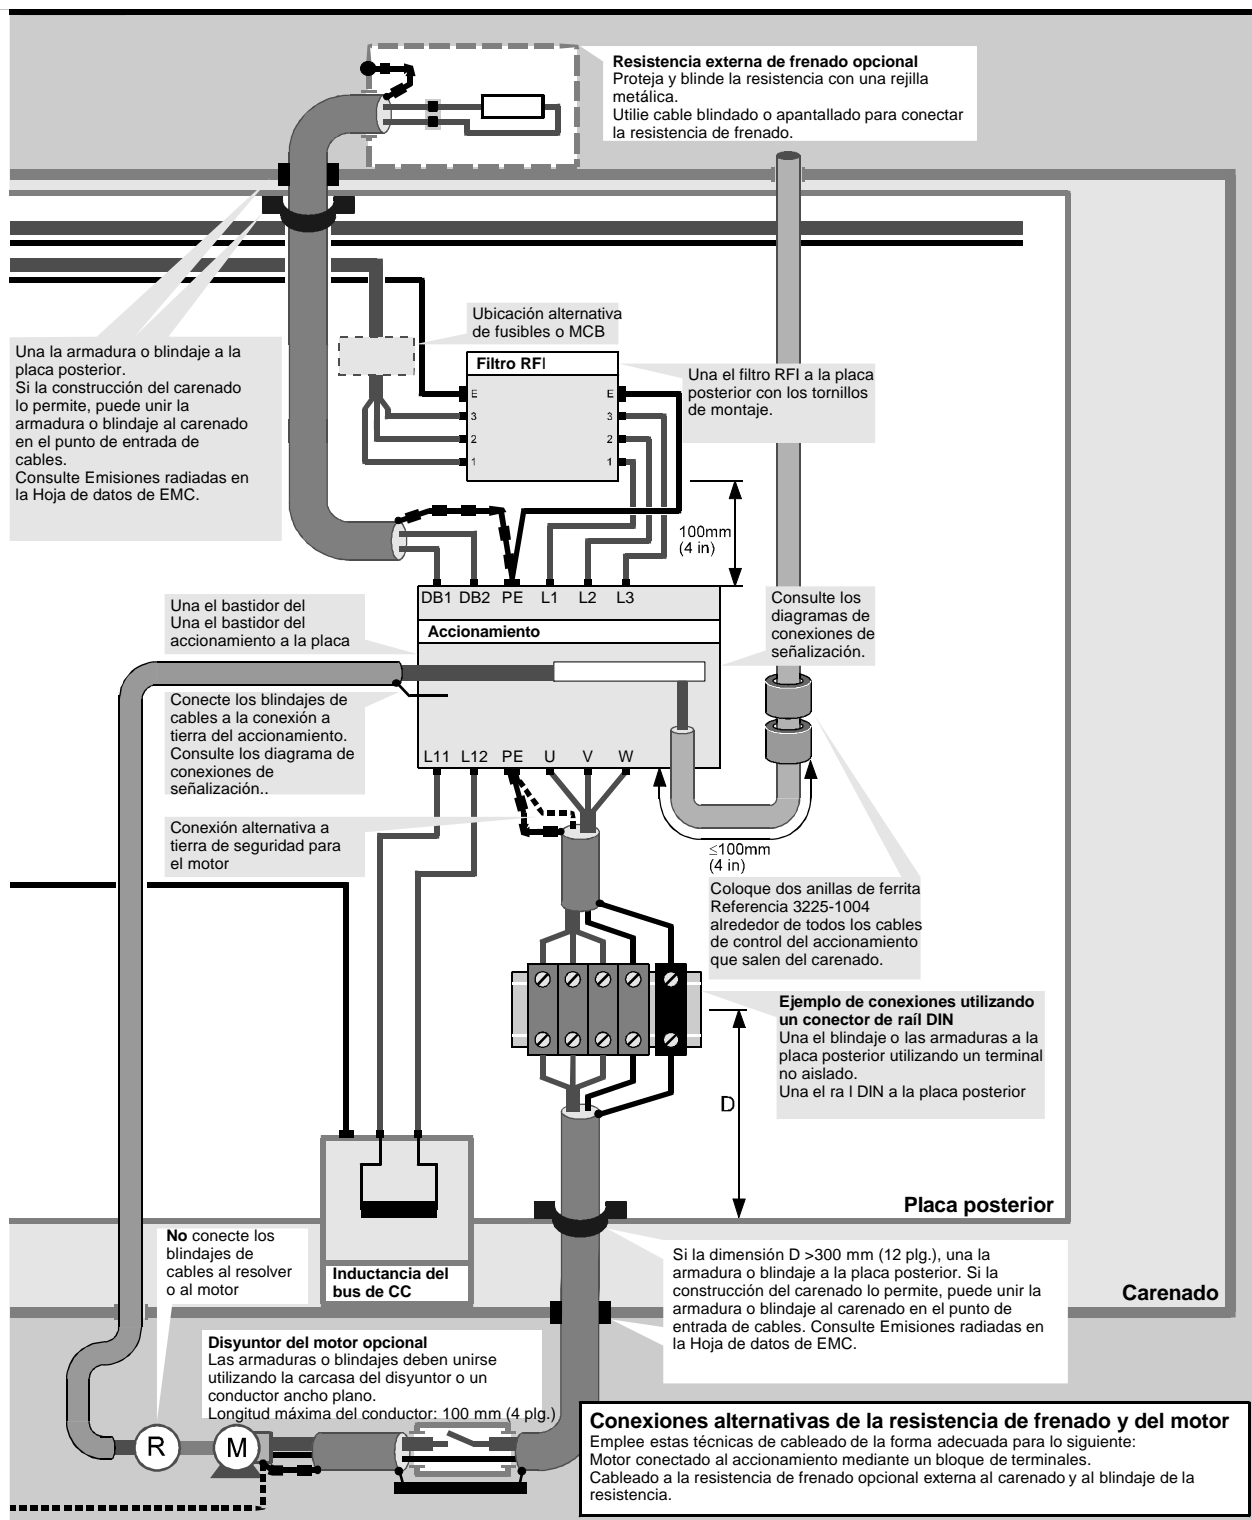 Resistencia externa de frenado opcional
Proteja y blinde la resistencia con una rejilla
metálica.
Utilie cable blindado o apantallado para conectar
la resistencia de frenado.
Ubicación alternativa
de fusibles o MCB
Una la armadura o blindaje a la
placa posterior.
Si la construcción del carenado
lo permite, puede unir la
armadura o blindaje al carenado
en el punto de entrada de
cables.
Consulte Emisiones radiadas en
la Hoja de datos de EMC.
Filtro RFI
E E
3 3
2 2
1 1
Una el filtro RFI a la placa
posterior con los tornillos
de montaje.
100mm
(4 in)
DB1 DB2 PE L1 L2 L3
Accionamiento
Una el bastidor del
Una el bastidor del
accionamiento a la placa
Consulte los
diagramas de
conexiones de
señalización.
Conecte los blindajes de
cables a la conexión a
tierra del accionamiento.
Consulte los diagrama de
conexiones de
señalización..
L11 L12 PE U V W
Conexión alternativa a
tierra de seguridad para
el motor
≤100mm
(4 in)
Coloque dos anillas de ferrita
Referencia 3225-1004
alrededor de todos los cables
de control del accionamiento
que salen del carenado.
Ejemplo de conexiones utilizando
un conector de raíl DIN
Una el blindaje o las armaduras a la
placa posterior utilizando un terminal
no aislado.
Una el ra l DIN a la placa posterior
D
Placa posterior
No conecte los
blindajes de
cables al resolver
o al motor
Inductancia del
bus de CC
Si la dimensión D >300 mm (12 plg.), una la
armadura o blindaje a la placa posterior. Si la
construcción del carenado lo permite, puede unir la
armadura o blindaje al carenado en el punto de
entrada de cables. Consulte Emisiones radiadas en
la Hoja de datos de EMC.
Carenado
Disyuntor del motor opcional
Las armaduras o blindajes deben unirse
utilizando la carcasa del disyuntor o un
conductor ancho plano.
Longitud máxima del conductor: 100 mm (4 plg.)
R M
Conexiones alternativas de la resistencia de frenado y del motor
Emplee estas técnicas de cableado de la forma adecuada para lo siguiente:
Motor conectado al accionamiento mediante un bloque de terminales.
Cableado a la resistencia de frenado opcional externa al carenado y al blindaje de la
resistencia.